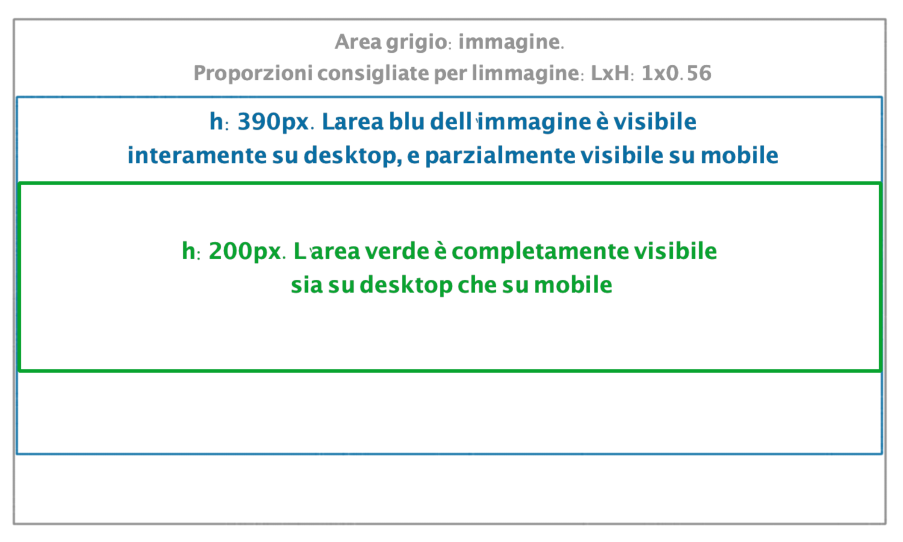 Area grigio: immagine.
Proporzioni consigliate per limmagine: LxH: 1x0.56
h: 390px. Larea blu dell'immagine è visibile
interamente su desktop, e parzialmente visibile su mobile
h: 200px. L'area verde è completamente visibile
sia su desktop che su mobile